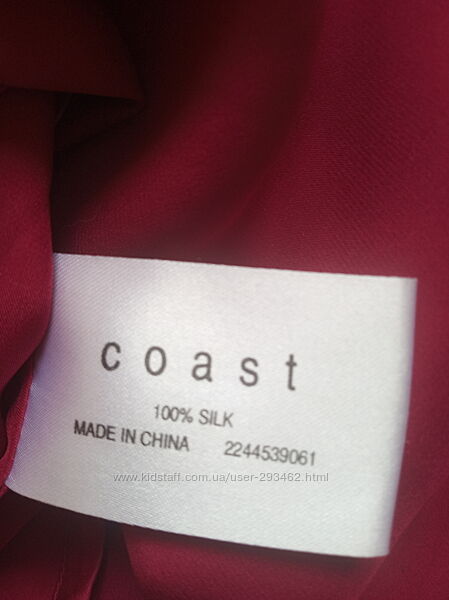 coast
100% SILK
MADE IN CHINA 2244539061
www.kidstaff.com.ua/user-293462.html